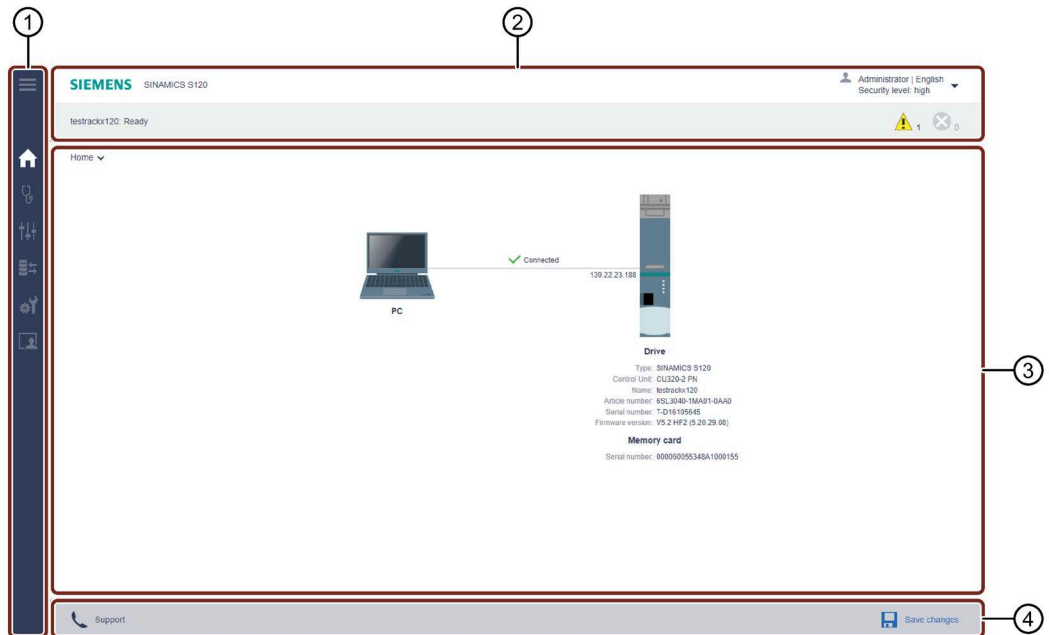 1
2
SIEMENS SINAMICS S120
Administrator | English
Security level: high
testrackx120: Ready
1
0
Home
Connected
139.22.23.188
PC
Drive
Type: SINAMICS S120
Control Unit: CU320-2 PN
Name: testrackx120
Article number: 6SL3040-1MA01-0AA0
Serial number: T-D16105645
Firmware version: V5.2 HF2 (5.20.29.08)
Memory card
Serial number: 000060055348A1000155
3
Support
Save changes
4